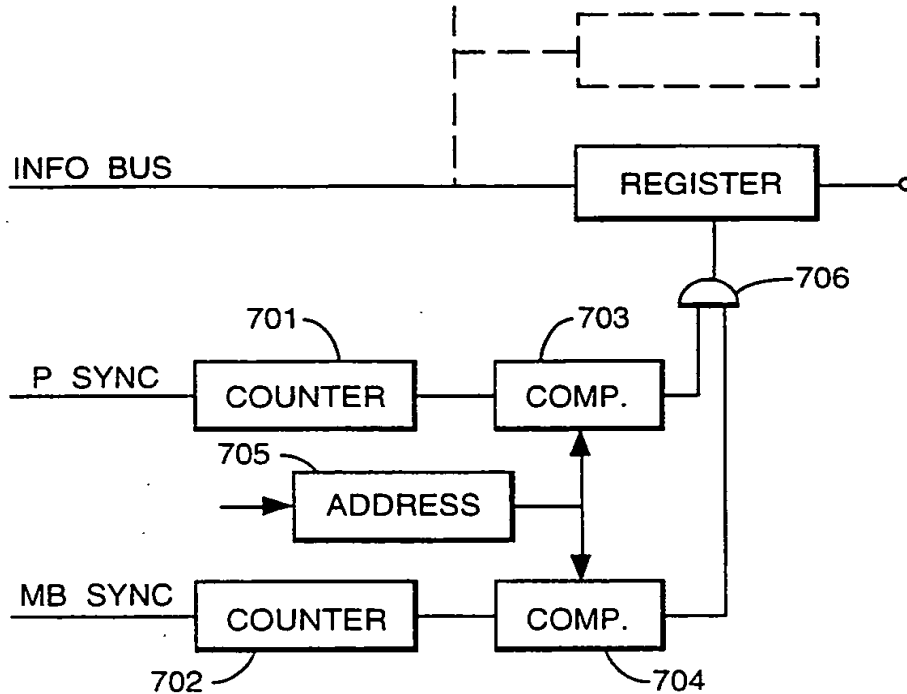 INFO BUS
REGISTER
706
701
703
P SYNC
COUNTER
COMP.
705
ADDRESS
MB SYNC
COUNTER
COMP.
702
704